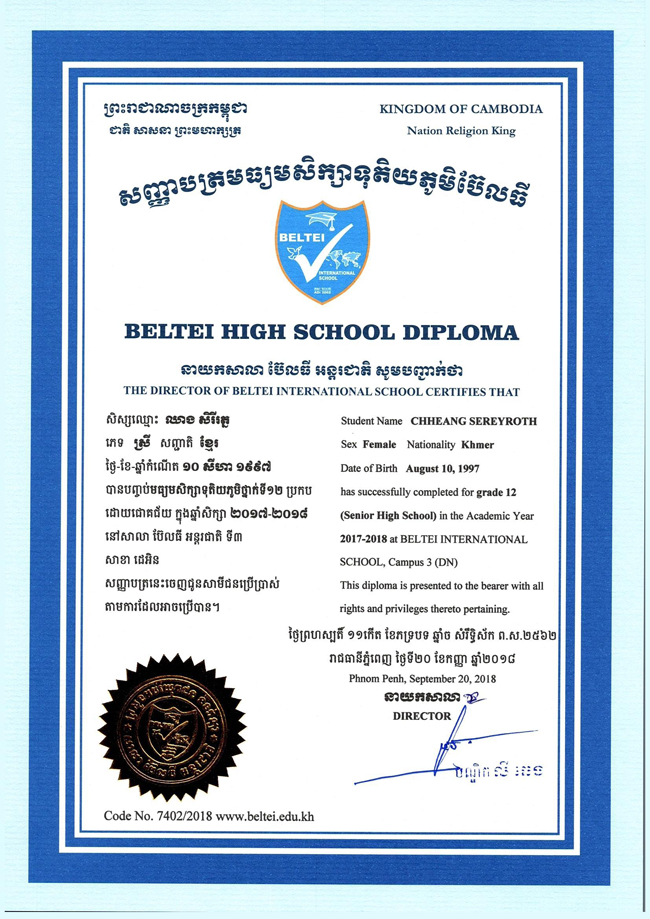 ព្រះរាជាណាចក្រកម្ពុជា
ជាតិ សាសនា ព្រះមហាក្សត្រ
KINGDOM OF CAMBODIA
Nation Religion King
សញ្ញាបត្រមធ្យមសិក្សាទុតិយភូមិប៊ែលធី
BELTEI
INTERNATIONAL
SCHOOL
BELTEI HIGH SCHOOL DIPLOMA
នាយកសាលា ប៊ែលធី អន្តរជាតិ សូមបញ្ជាក់ថា
THE DIRECTOR OF BELTEI INTERNATIONAL SCHOOL CERTIFIES THAT
សិស្សឈ្មោះ ឈាង សិរីរត្ន
ភេទ ស្រី សញ្ជាតិ ខ្មែរ
ថ្ងៃ-ខែ-ឆ្នាំកំណើត ១០ សីហា ១៩៩៧
បានបញ្ចប់មធ្យមសិក្សាទុតិយភូមិថ្នាក់ទី១២ ប្រកប
ដោយជោគជ័យ ក្នុងឆ្នាំសិក្សា ២០១៧-២០១៨
នៅសាលា ប៊ែលធី អន្តរជាតិ ទី៣
សាខា ដេអិន
សញ្ញាបត្រនេះចេញជូនសាមីជនប្រើប្រាស់
តាមការដែលអាចប្រើបាន។
Student Name CHHEANG SEREYROTH
Sex Female Nationality Khmer
Date of Birth August 10, 1997
has successfully completed for grade 12
(Senior High School) in the Academic Year
2017-2018 at BELTEI INTERNATIONAL
SCHOOL, Campus 3 (DN)
This diploma is presented to the bearer with all
rights and privileges thereto pertaining.
ថ្ងៃព្រហស្បតិ៍ ១១កើត ខែភទ្របទ ឆ្នាំច សំរឹទ្ធិស័ក ព.ស.២៥៦២
រាជធានីភ្នំពេញ ថ្ងៃទី២០ ខែកញ្ញា ឆ្នាំ២០១៨
Phnom Penh, September 20, 2018
នាយកសាលា
DIRECTOR
Code No. 7402/2018 www.beltei.edu.kh